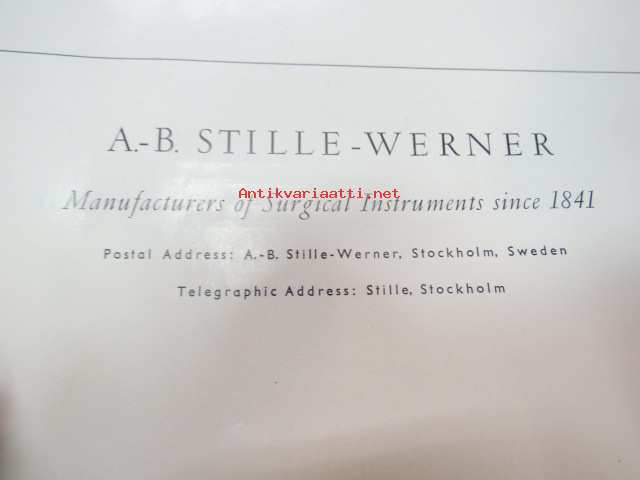 A.-B. STILLE-WERNER
Antikvariaatti.net
Manufacturers of Surgical Instruments since 1841
Postal Address: A.-B. Stille-Werner, Stockholm, Sweden
Telegraphic Address: Stille, Stockholm